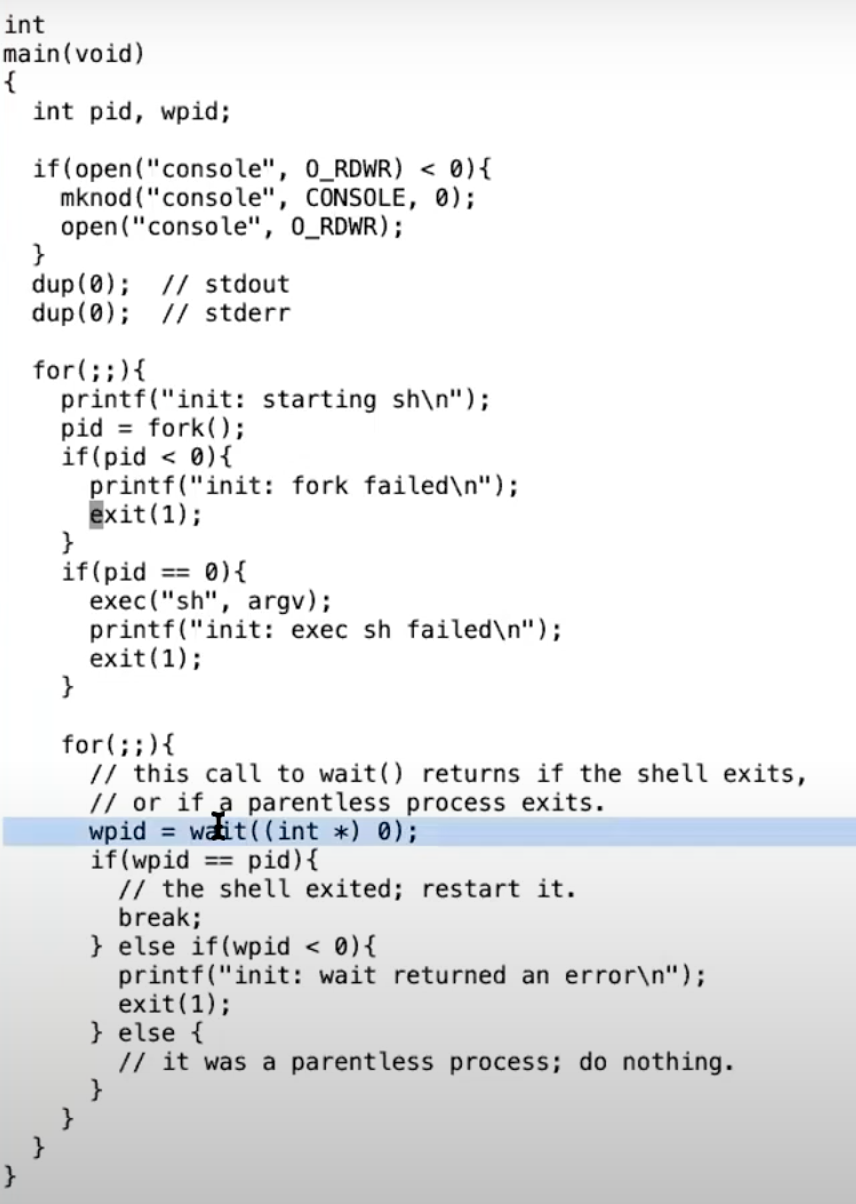 int
main(void)
{
  int pid, wpid;

  if(open("console", O_RDWR) < 0){
    mknod("console", CONSOLE, 0);
    open("console", O_RDWR);
  }
  dup(0);  // stdout
  dup(0);  // stderr

  for(;;){
    printf("init: starting sh\n");
    pid = fork();
    if(pid < 0){
      printf("init: fork failed\n");
      exit(1);
    }
    if(pid == 0){
      exec("sh", argv);
      printf("init: exec sh failed\n");
      exit(1);
    }

    for(;;){
      // this call to wait() returns if the shell exits,
      // or if a parentless process exits.
      wpid = wait((int *) 0);
      if(wpid == pid){
        // the shell exited; restart it.
        break;
      } else if(wpid < 0){
        printf("init: wait returned an error\n");
        exit(1);
      } else {
        // it was a parentless process; do nothing.
      }
    }
  }
}